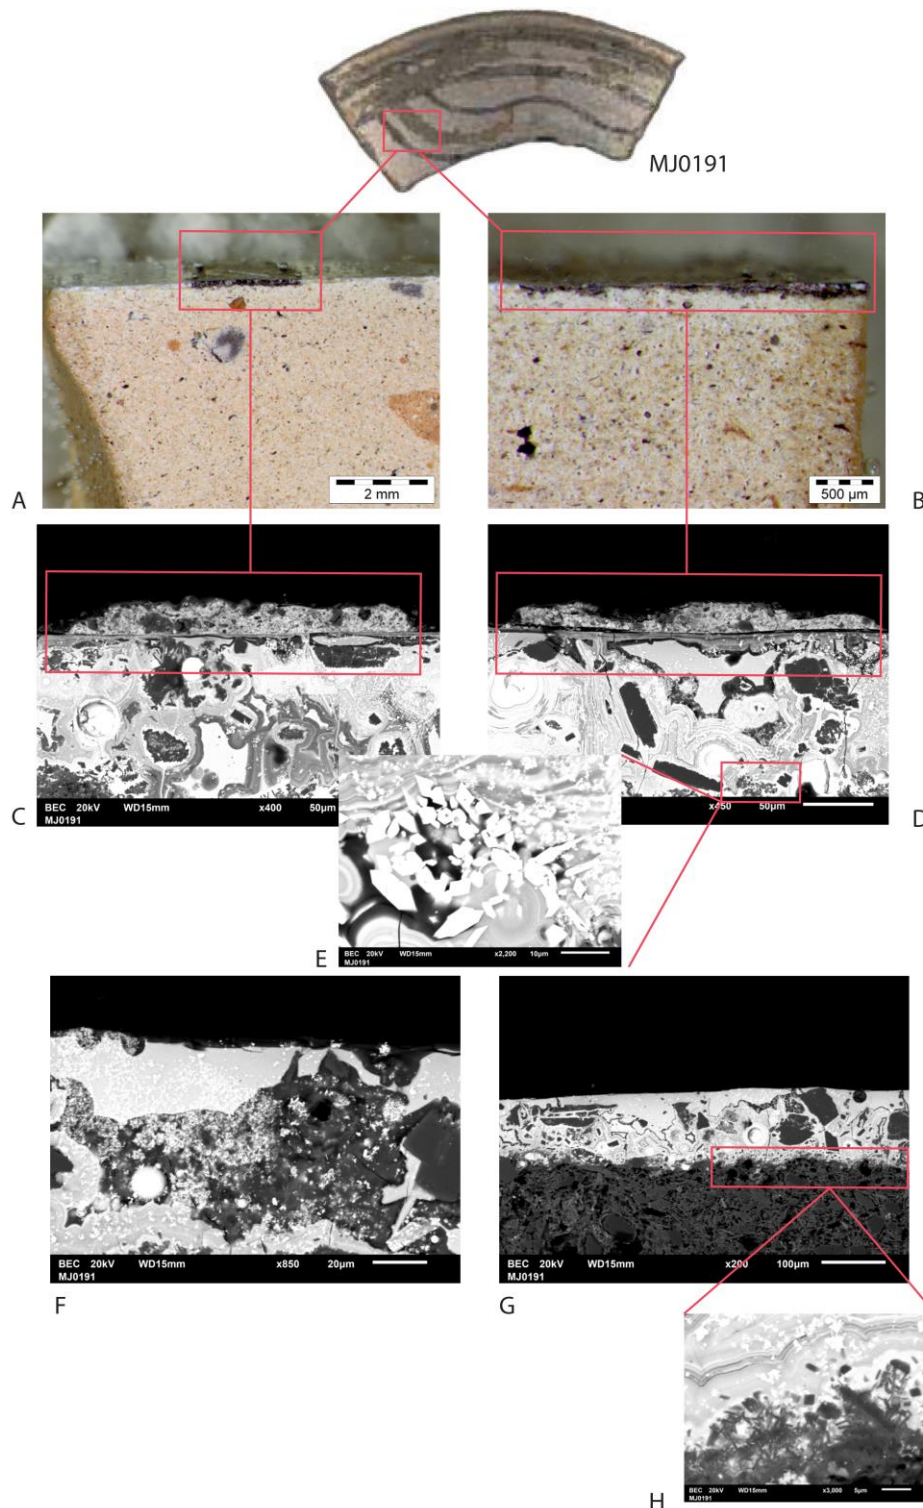 MJ0191
2 mm
500 µm
A
B
BEC 20kV WD15mm x400 50µm
MJ0191
C
x450 50µm
D
BEC 20kV WD15mm x2,200 10µm
MJ0191
E
BEC 20kV WD15mm x850 20µm
MJ0191
F
BEC 20kV WD15mm x200 100µm
MJ0191
G
BEC 20kV WD15mm x3,000 5µm
MJ0191
H